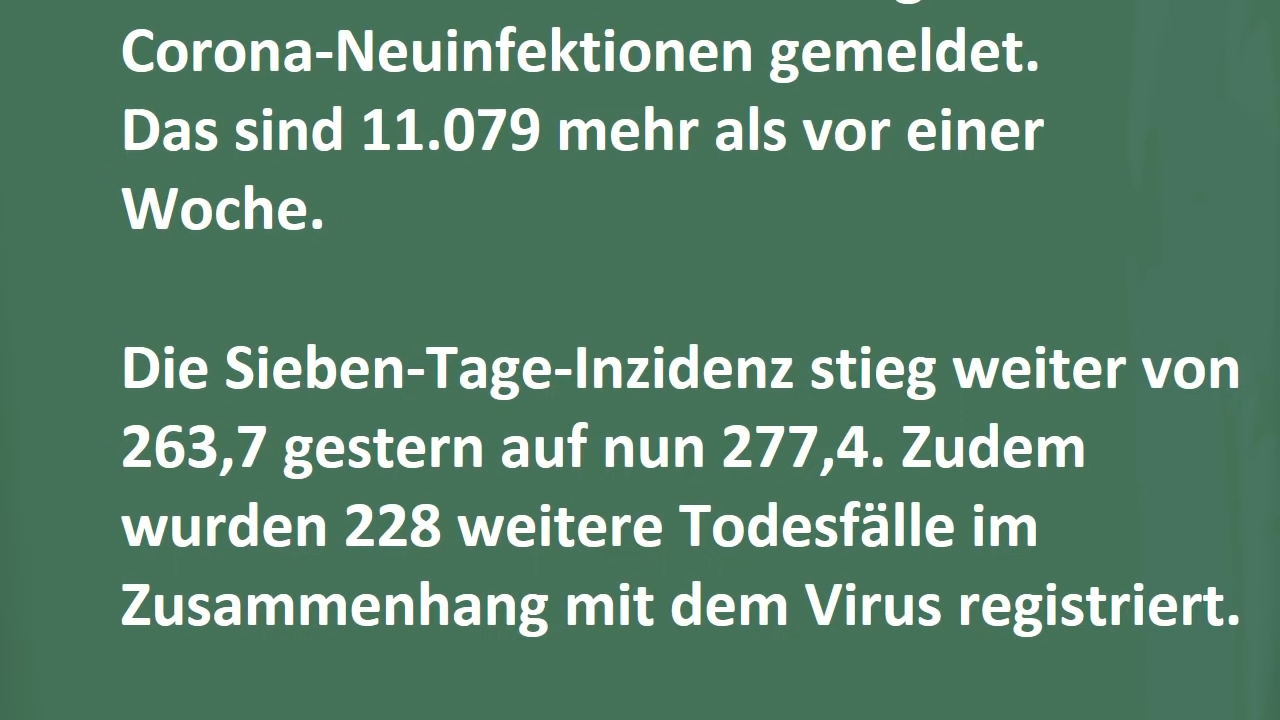 Corona-Neuinfektionen gemeldet.
Das sind 11.079 mehr als vor einer
Woche.
Die Sieben-Tage-Inzidenz stieg weiter von
263,7 gestern auf nun 277,4. Zudem
wurden 228 weitere Todesfälle im
Zusammenhang mit dem Virus registriert.